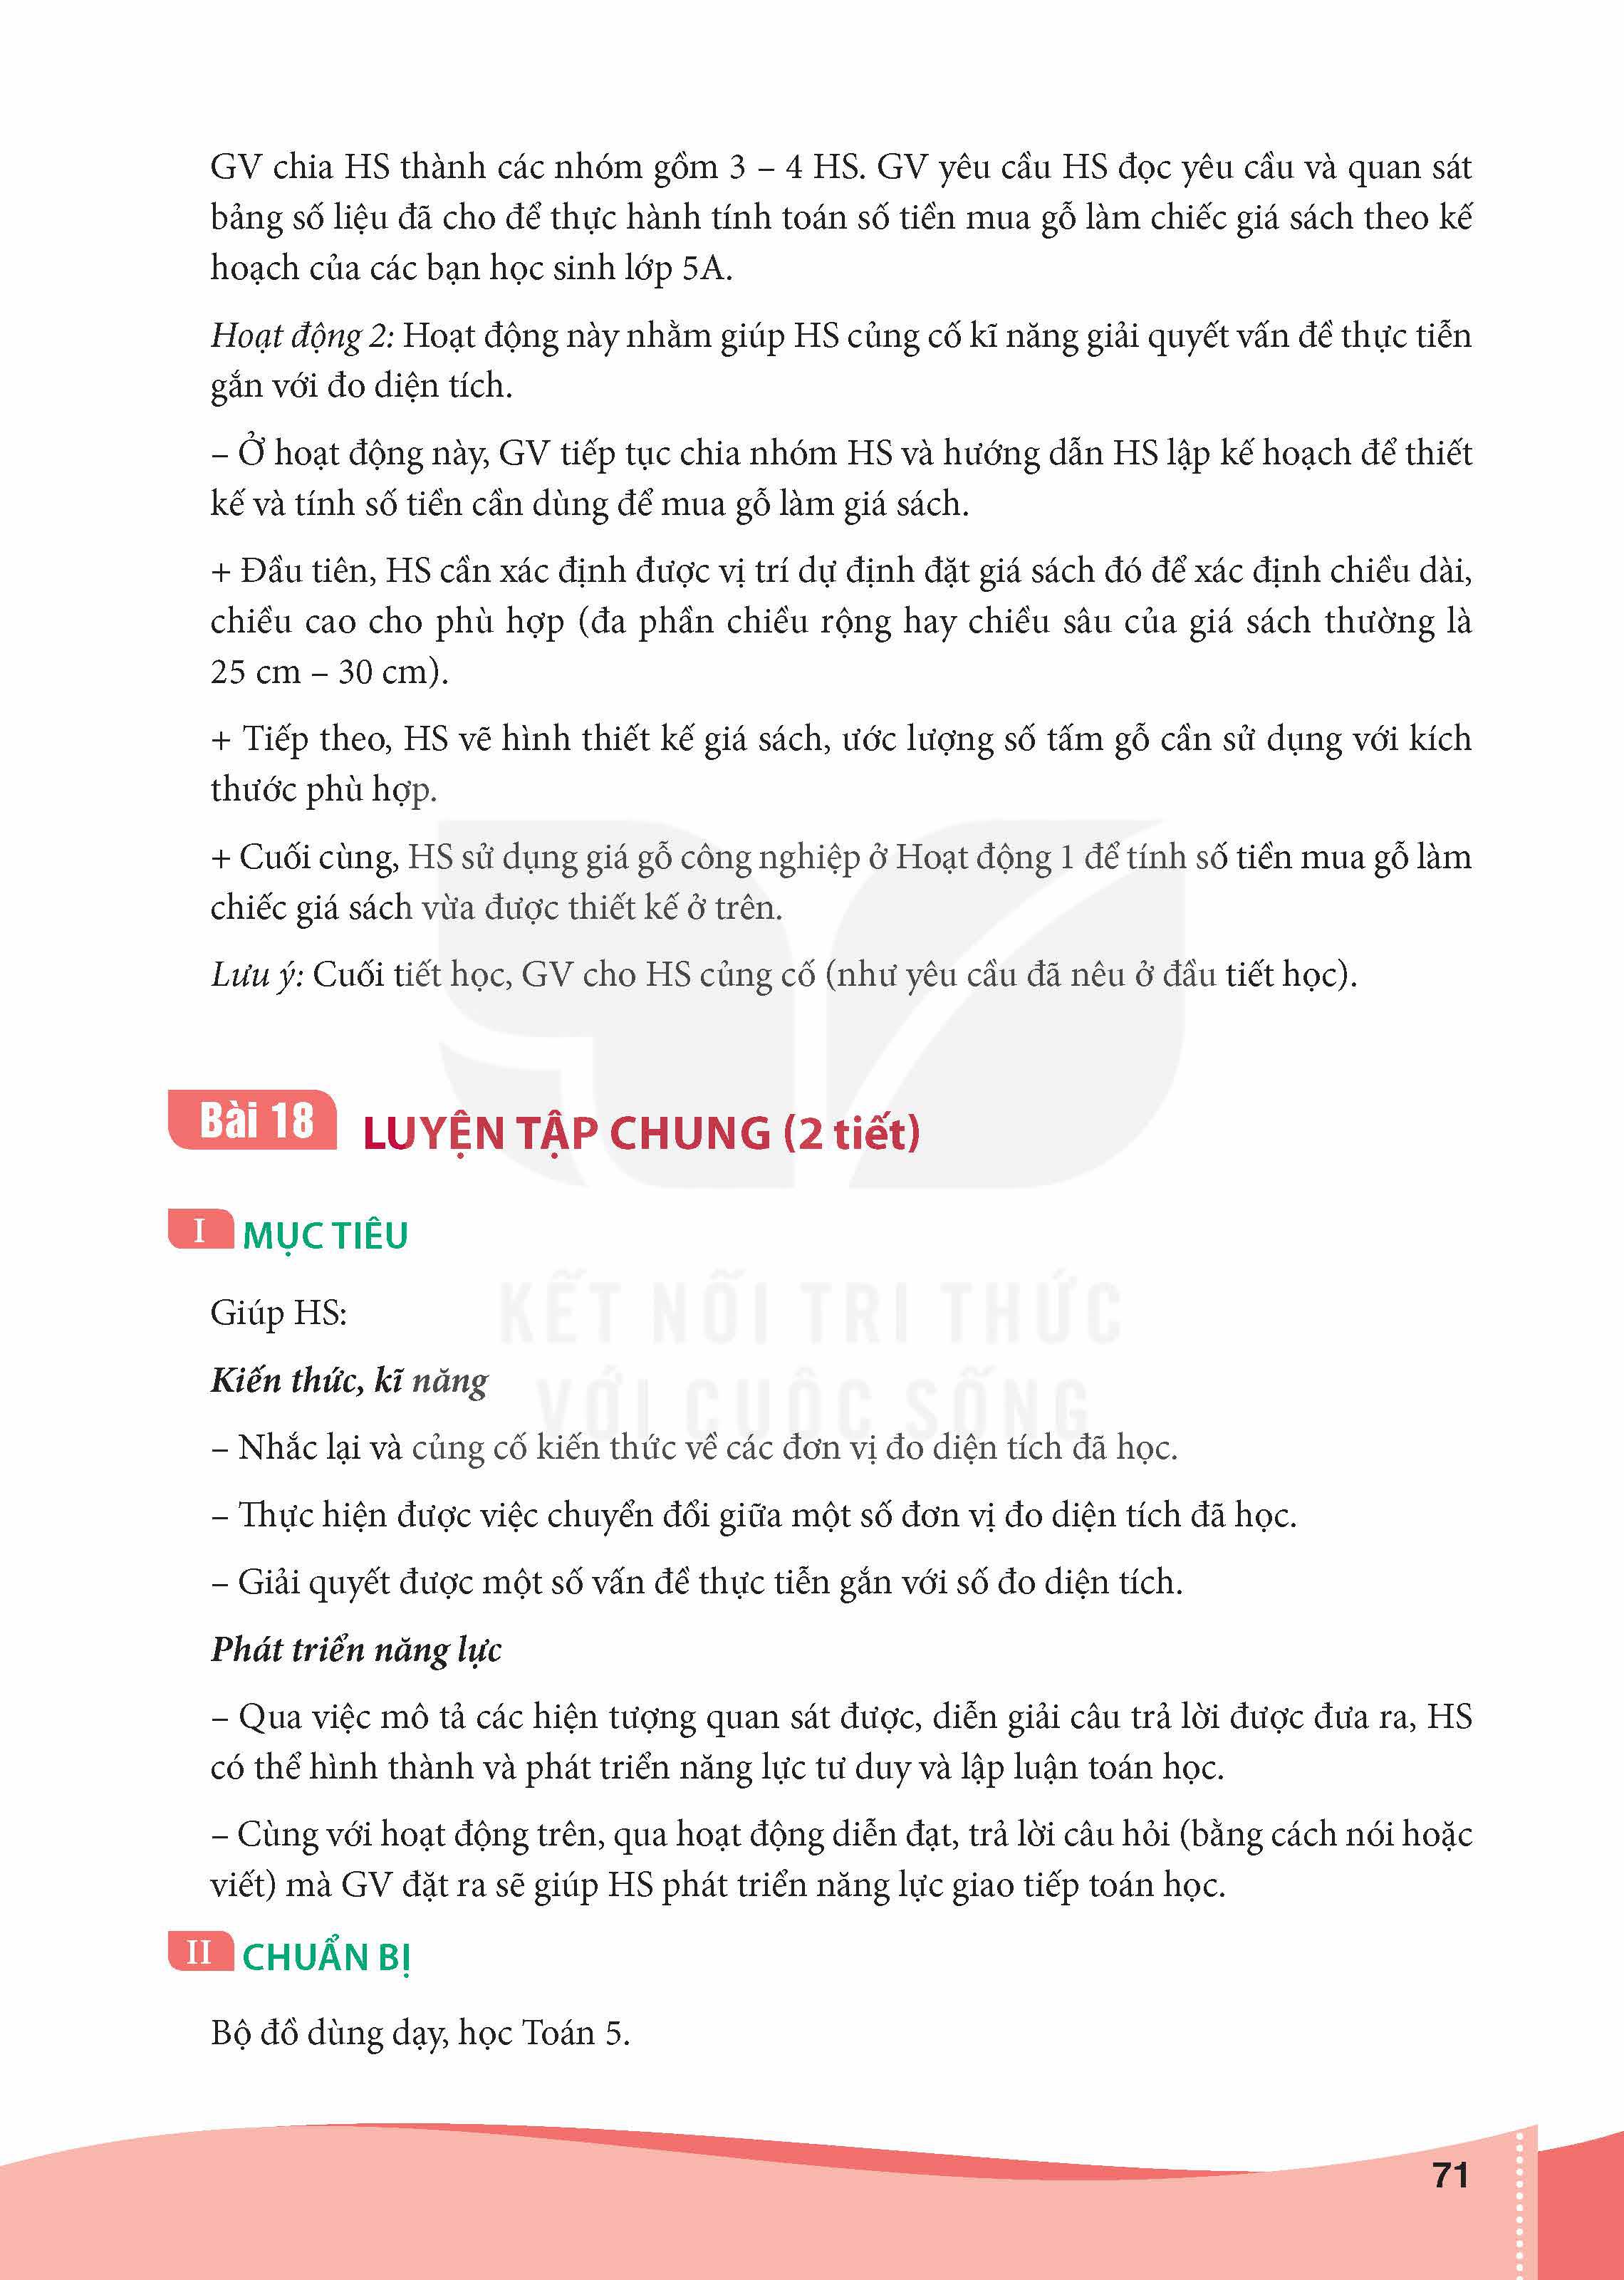 GV chia HS thành các nhóm gồm 3 – 4 HS. GV yêu cầu HS đọc yêu cầu và quan sát
bảng số liệu đã cho để thực hành tính toán số tiền mua gỗ làm chiếc giá sách theo kế
hoạch của các bạn học sinh lớp 5A.
Hoạt động 2: Hoạt động này nhằm giúp HS củng cố kĩ năng giải quyết vấn đề thực tiễn
gắn với đo diện tích.
– Ở hoạt động này, GV tiếp tục chia nhóm HS và hướng dẫn HS lập kế hoạch để thiết
kế và tính số tiền cần dùng để mua gỗ làm giá sách.
+ Đầu tiên, HS cần xác định được vị trí dự định đặt giá sách đó để xác định chiều dài,
chiều cao cho phù hợp (đa phần chiều rộng hay chiều sâu của giá sách thường là
25 cm – 30 cm).
+ Tiếp theo, HS vẽ hình thiết kế giá sách, ước lượng số tấm gỗ cần sử dụng với kích
thước phù hợp.
+ Cuối cùng, HS sử dụng giá gỗ công nghiệp ở Hoạt động 1 để tính số tiền mua gỗ làm
chiếc giá sách vừa được thiết kế ở trên.
Lưu ý: Cuối tiết học, GV cho HS củng cố (như yêu cầu đã nêu ở đầu tiết học).
Bài 18 LUYỆN TẬP CHUNG (2 tiết)
I MỤC TIÊU
Giúp HS:
KẾT NỐI TRI THỨC
Kiến thức, kĩ năng
VỚI CUỘC SỐNG
– Nhắc lại và củng cố kiến thức về các đơn vị đo diện tích đã học.
– Thực hiện được việc chuyển đổi giữa một số đơn vị đo diện tích đã học.
– Giải quyết được một số vấn đề thực tiễn gắn với số đo diện tích.
Phát triển năng lực
– Qua việc mô tả các hiện tượng quan sát được, diễn giải câu trả lời được đưa ra, HS
có thể hình thành và phát triển năng lực tư duy và lập luận toán học.
– Cùng với hoạt động trên, qua hoạt động diễn đạt, trả lời câu hỏi (bằng cách nói hoặc
viết) mà GV đặt ra sẽ giúp HS phát triển năng lực giao tiếp toán học.
II CHUẨN BỊ
Bộ đồ dùng dạy, học Toán 5.
71